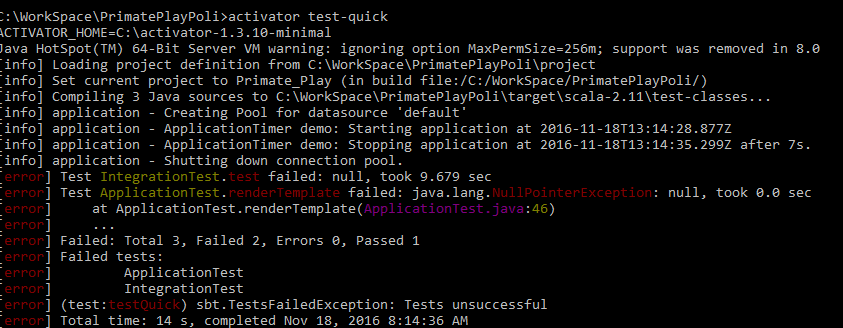 C:\WorkSpace\PrimatePlayPoli>activator test-quick
ACTIVATOR_HOME=C:\activator-1.3.10-minimal
Java HotSpot(TM) 64-Bit Server VM warning: ignoring option MaxPermSize=256m; support was removed in 8.0
[info] Loading project definition from C:\WorkSpace\PrimatePlayPoli\project
[info] Set current project to Primate_Play (in build file:/C:/WorkSpace/PrimatePlayPoli/)
[info] Compiling 3 Java sources to C:\WorkSpace\PrimatePlayPoli\target\scala-2.11\test-classes...
[info] application - Creating Pool for datasource 'default'
[info] application - ApplicationTimer demo: Starting application at 2016-11-18T13:14:28.877Z
[info] application - ApplicationTimer demo: Stopping application at 2016-11-18T13:14:35.299Z after 7s.
[info] application - Shutting down connection pool.
[error] Test IntegrationTest.test failed: null, took 9.679 sec
[error] Test ApplicationTest.renderTemplate failed: java.lang.NullPointerException: null, took 0.0 sec
[error]     at ApplicationTest.renderTemplate(ApplicationTest.java:46)
[error]     ...
[error] Failed: Total 3, Failed 2, Errors 0, Passed 1
[error] Failed tests:
[error]         ApplicationTest
[error]         IntegrationTest
[error] (test:testQuick) sbt.TestsFailedException: Tests unsuccessful
[error] Total time: 14 s, completed Nov 18, 2016 8:14:36 AM